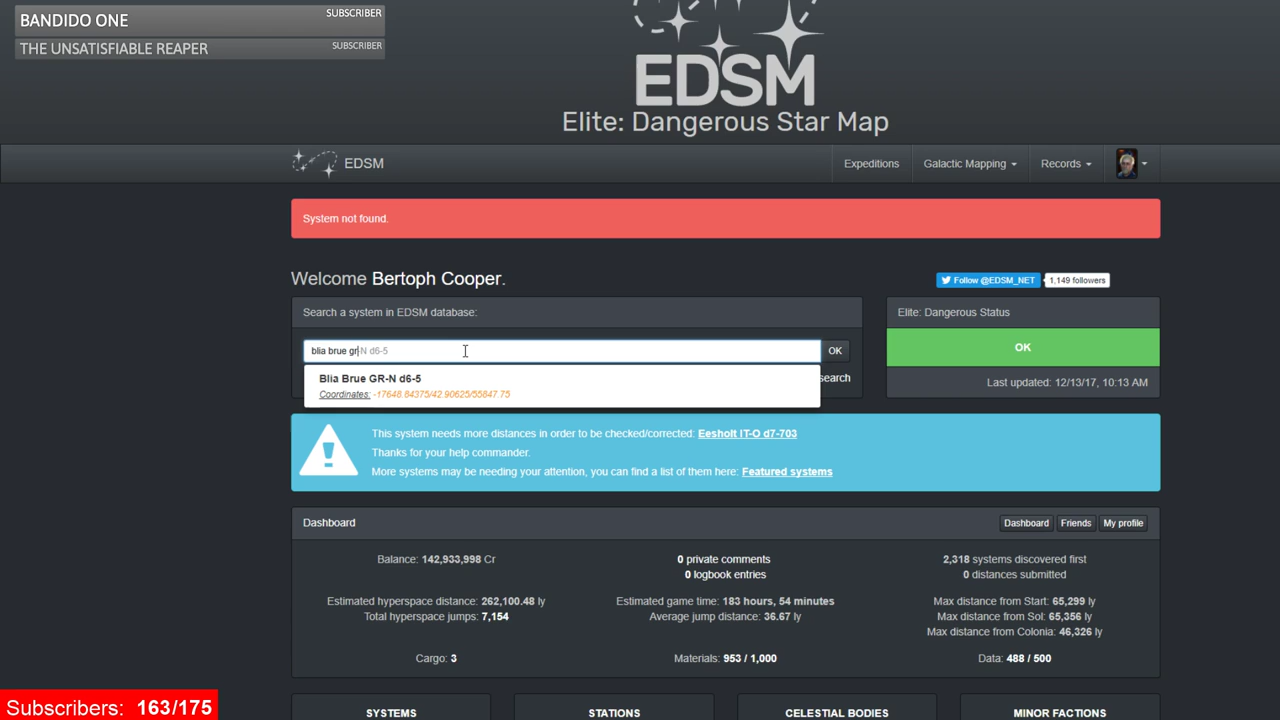 BANDIDO ONE SUBSCRIBER
THE UNSATISFIABLE REAPER SUBSCRIBER
EDSM
Elite: Dangerous Star Map
EDSM Expeditions Galactic Mapping Records
System not found.
Welcome Bertoph Cooper.
Follow @EDSM_NET 1,149 followers
Search a system in EDSM database:
Elite: Dangerous Status
blia brue gr-N d6-5 OK
OK
Blia Brue GR-N d6-5
Coordinates: -17648.84375/42.90625/55847.75
search
Last updated: 12/13/17, 10:13 AM
This system needs more distances in order to be checked/corrected: Eesholt IT-O d7-703
Thanks for your help commander.
More systems may be needing your attention, you can find a list of them here: Featured systems
Dashboard Dashboard Friends My profile
Balance: 142,933,998 Cr
0 private comments
0 logbook entries
2,318 systems discovered first
0 distances submitted
Estimated hyperspace distance: 262,100.48 ly
Total hyperspace jumps: 7,154
Estimated game time: 183 hours, 54 minutes
Average jump distance: 36.67 ly
Max distance from Start: 65,299 ly
Max distance from Sol: 65,356 ly
Max distance from Colonia: 46,326 ly
Cargo: 3
Materials: 953 / 1,000
Data: 488 / 500
SYSTEMS STATIONS CELESTIAL BODIES MINOR FACTIONS
Subscribers: 163/175